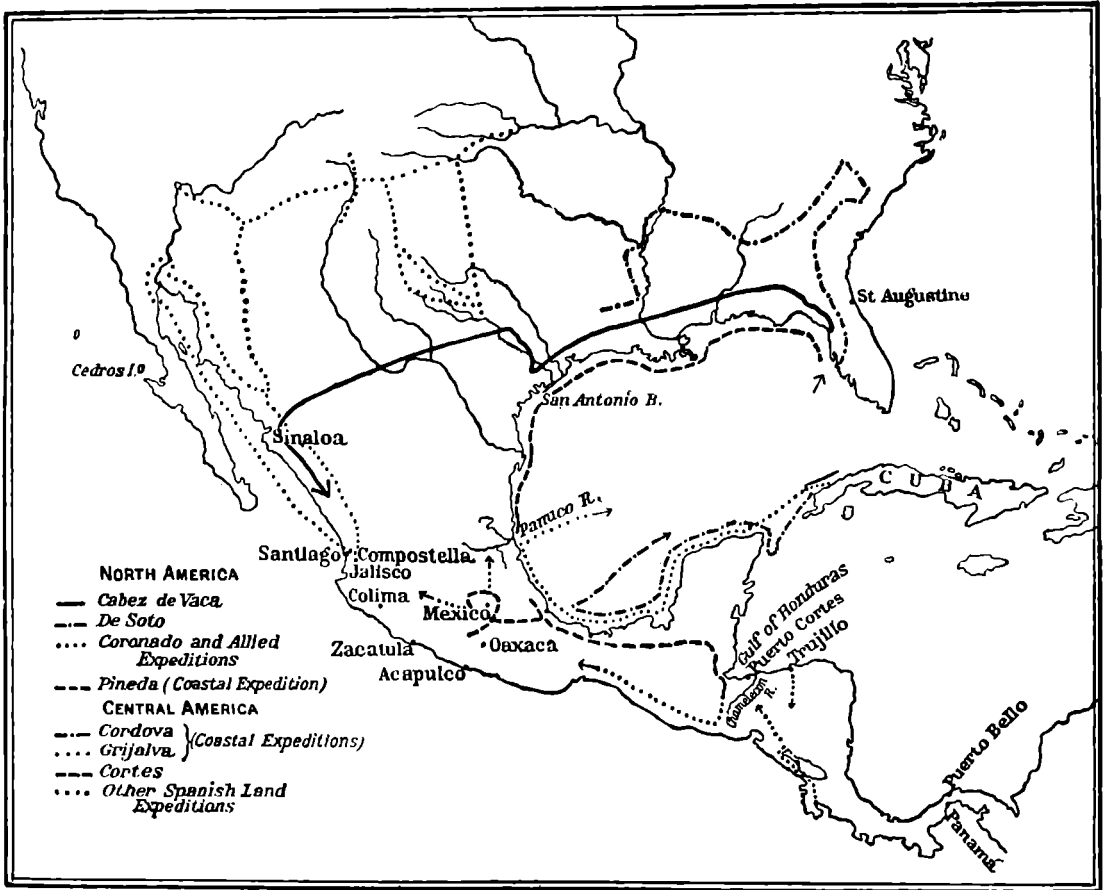 St Augustine
Cedros I.
San Antonio B.
Sinaloa
CUBA
Panuco R.
Santiago
Compostella
Jalisco
Colima
Mexico
Zacatula
Oaxaca
Acapulco
Gulf of Honduras
Puerto Cortes
Trujillo
Chamelecon
R.
Puerto Bello
Panama
NORTH AMERICA
Cabez de Vaca
De Soto
Coronado and Allied
Expeditions
Pineda (Coastal Expedition)
CENTRAL AMERICA
Cordova
Grijalva
(Coastal Expeditions)
Cortes
Other Spanish Land
Expeditions